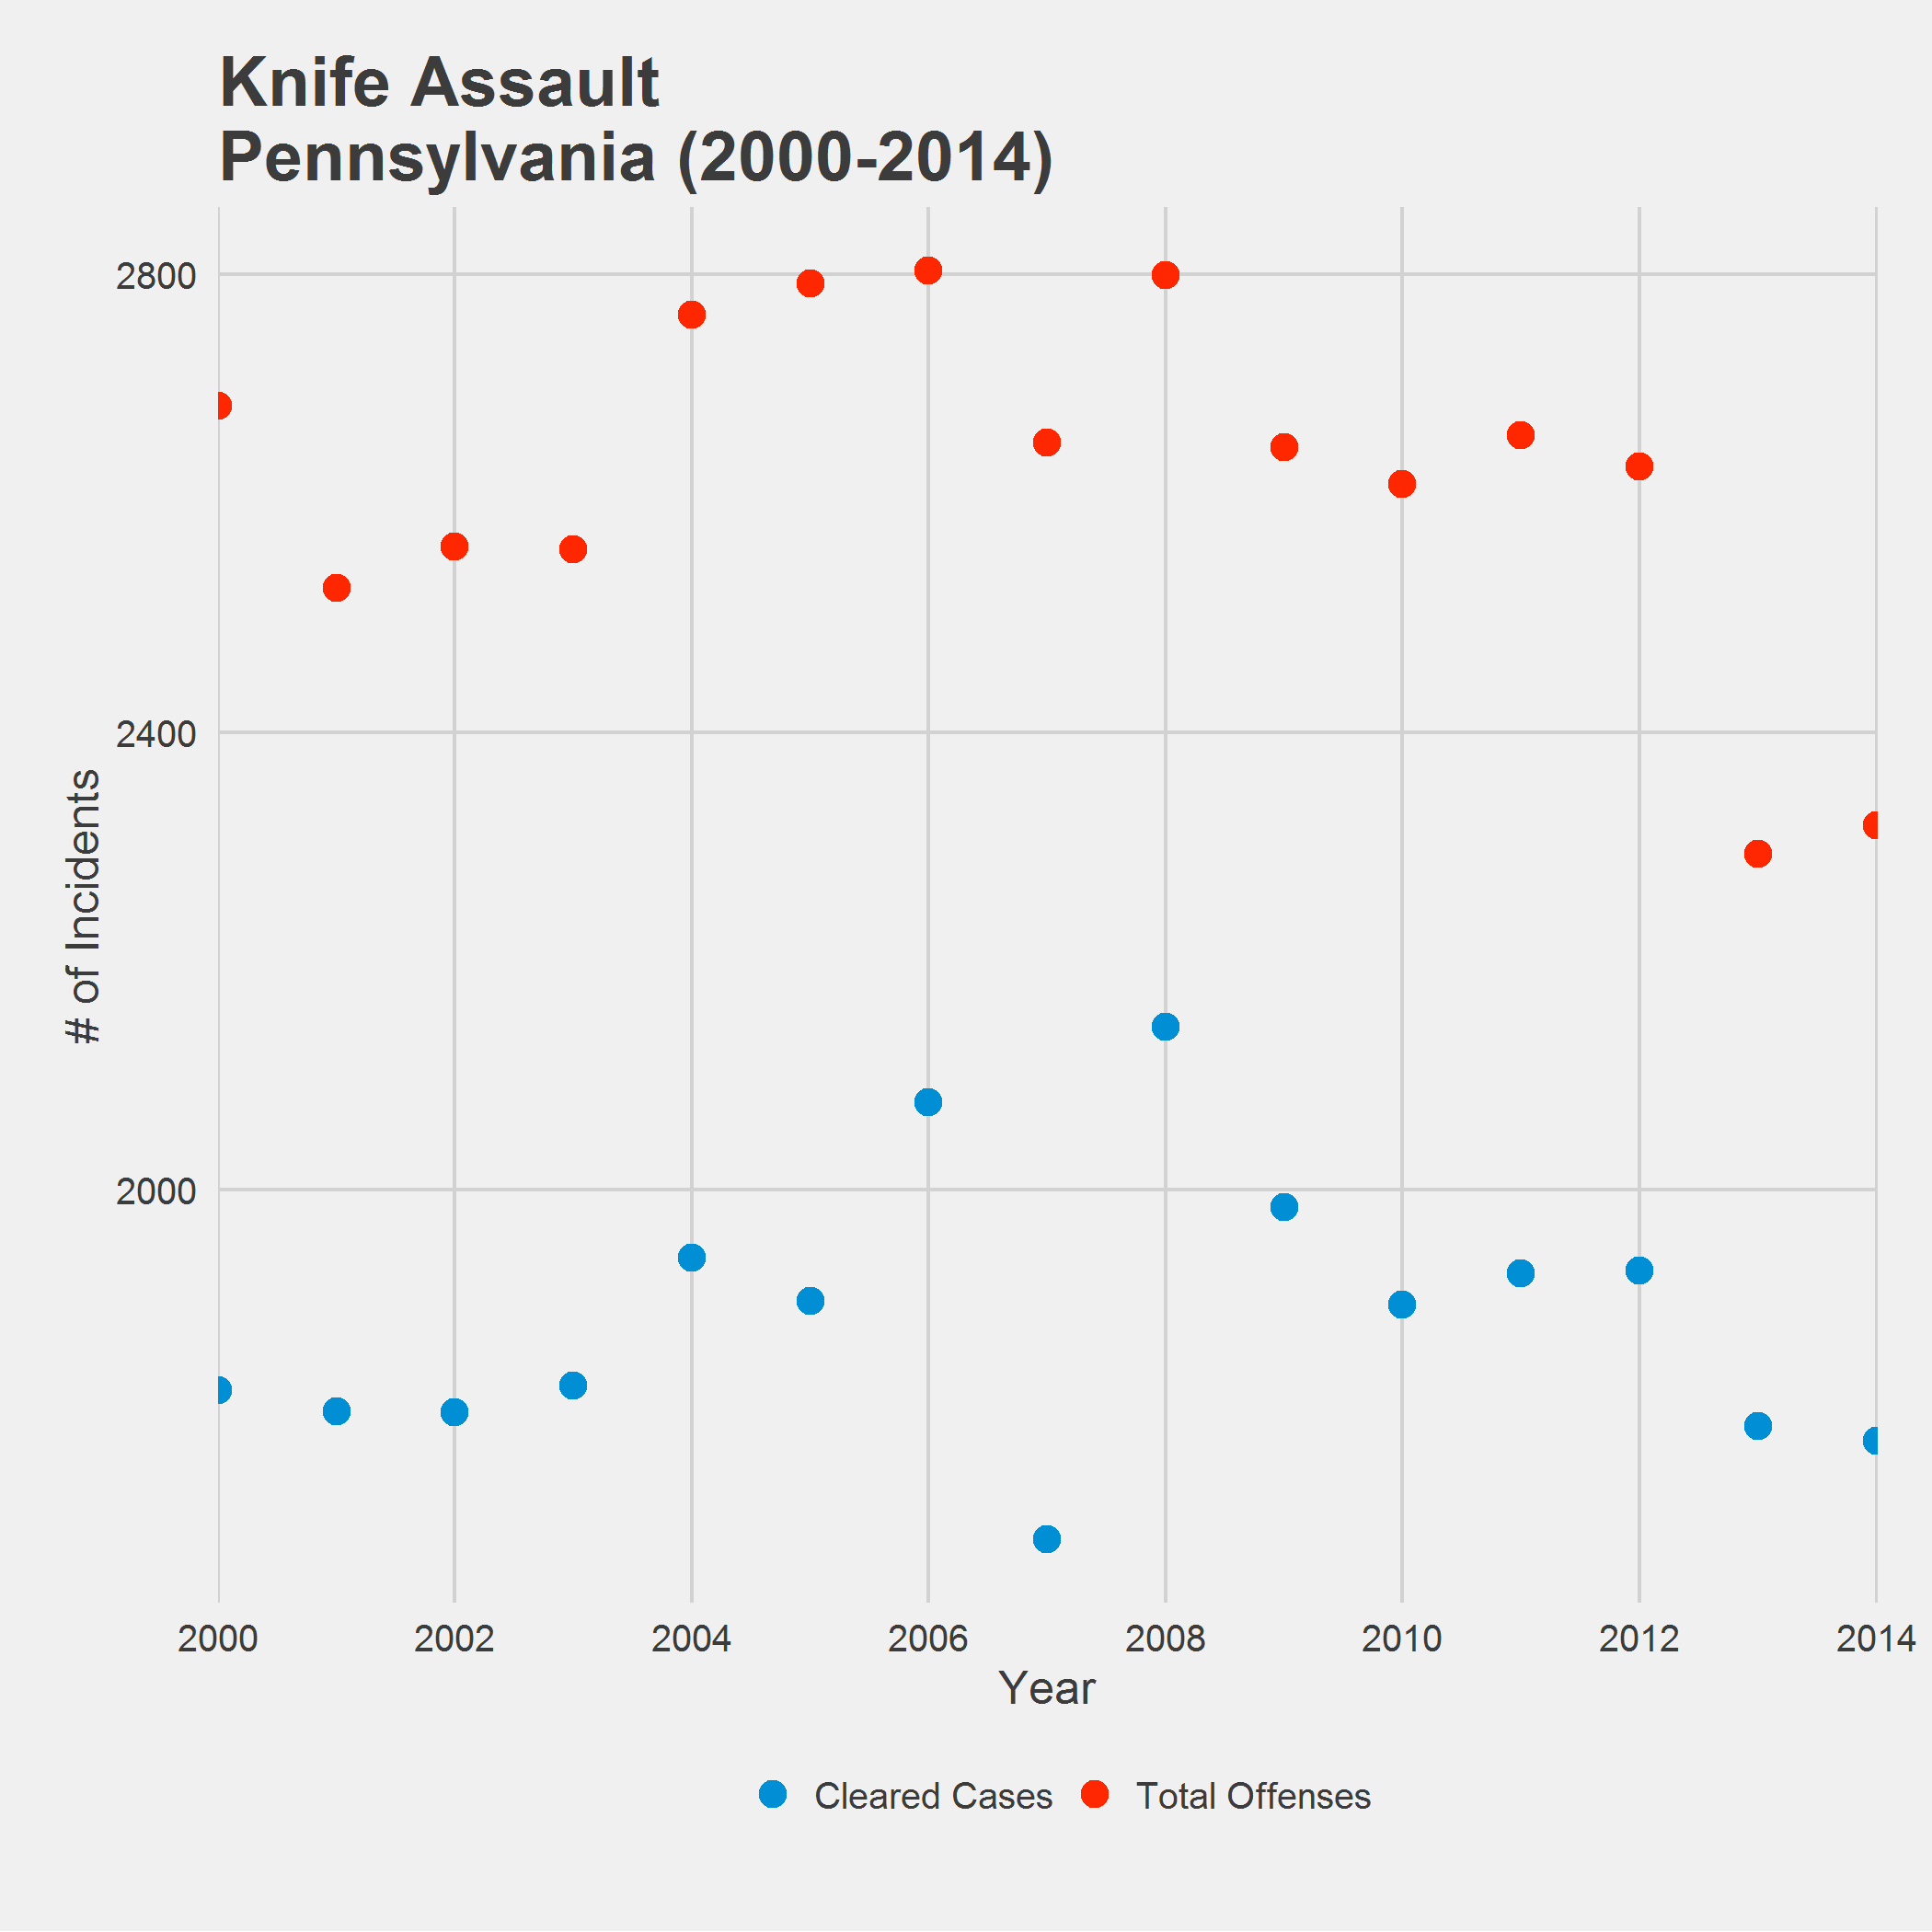 Knife Assault
Pennsylvania (2000-2014)
2800
2400
2000
# of Incidents
2000 2002 2004 2006 2008 2010 2012 2014
Year
Cleared Cases Total Offenses